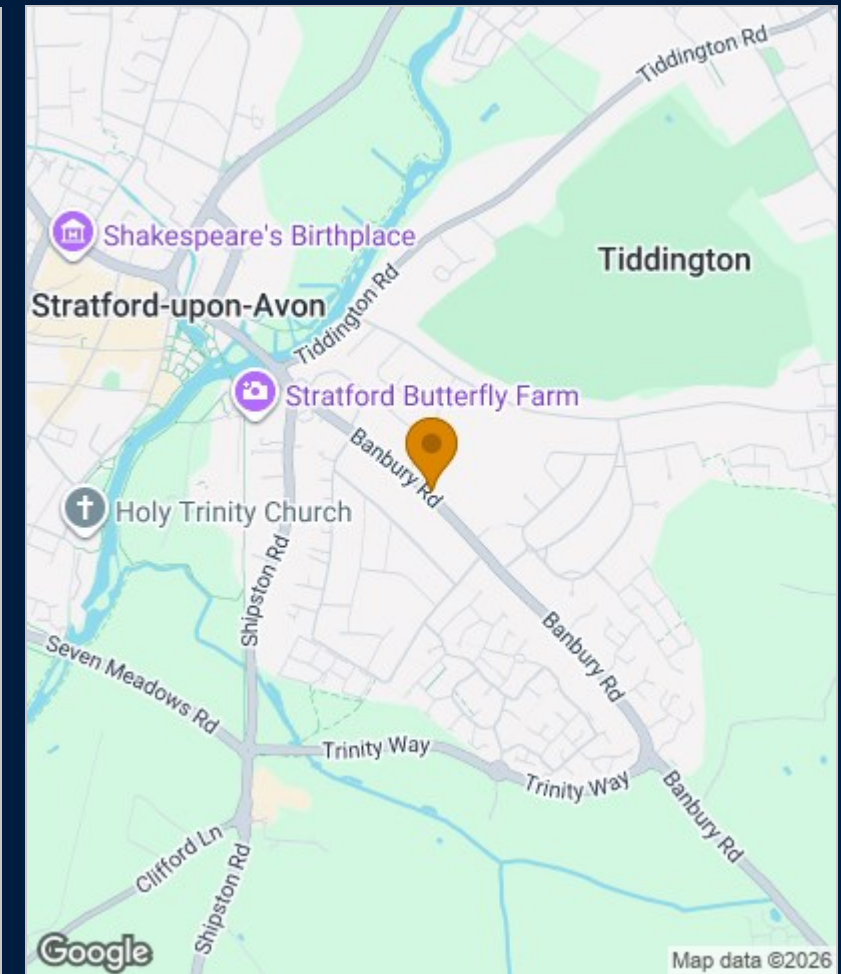 Tiddington Rd
Shakespeare's Birthplace
Tiddington
Stratford-upon-Avon
Tiddington Rd
Stratford Butterfly Farm
Banbury Rd
Holy Trinity Church
Shipston Rd
Banbury Rd
Seven Meadows Rd
Trinity Way
Trinity Way
Banbury Rd
Clifford Ln
Shipston Rd
Google
Map data ©2026